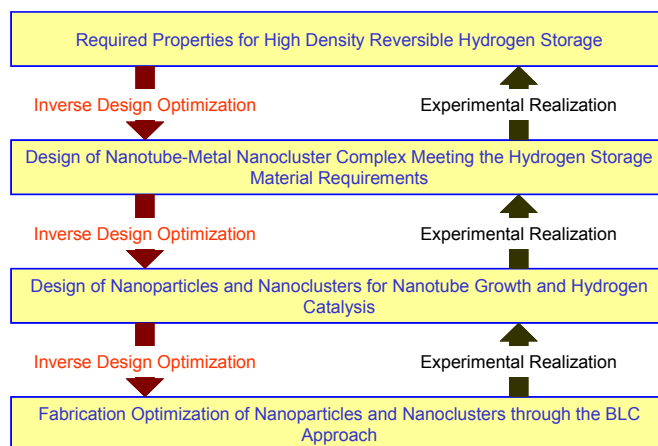 Required Properties for High Density Reversible Hydrogen Storage
Inverse Design Optimization
Experimental Realization
Design of Nanotube-Metal Nanocluster Complex Meeting the Hydrogen Storage
Material Requirements
Inverse Design Optimization
Experimental Realization
Design of Nanoparticles and Nanoclusters for Nanotube Growth and Hydrogen
Catalysis
Inverse Design Optimization
Experimental Realization
Fabrication Optimization of Nanoparticles and Nanoclusters through the BLC
Approach